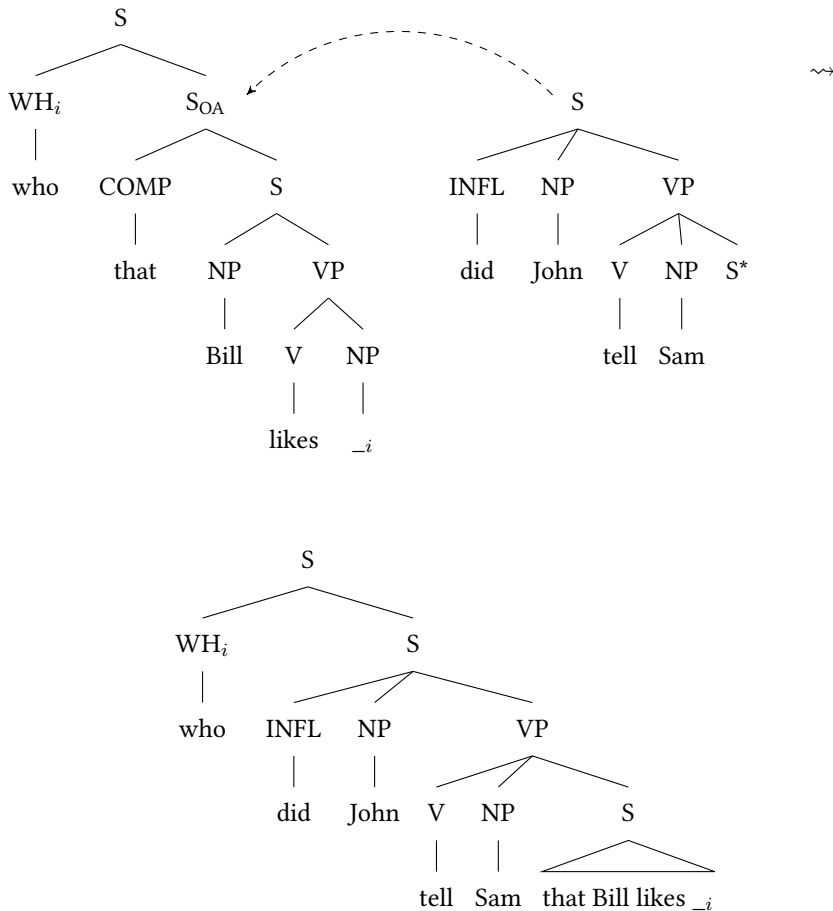 S
⇝
WH_i S_OA S
who COMP S INFL NP VP
that NP VP did John V NP S*
Bill V NP tell Sam
likes _i
S
WH_i S
who INFL NP VP
did John V NP S
tell Sam that Bill likes _i